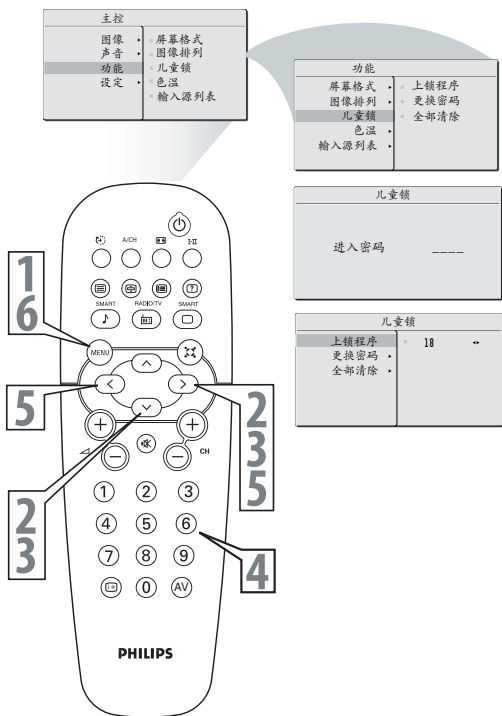 主控
图像
声音
功能
设定
屏幕格式
图像排列
儿童锁
色温
输入源列表
功能
屏幕格式
图像排列
儿童锁
色温
输入源列表
上锁程序
更换密码
全部清除
儿童锁
进入密码 ____
儿童锁
上锁程序
更换密码
全部清除
18
A/CH I-II
SMART RADIO/TV SMART
MENU
1
6
5
2
3
5
2
3
4
CH
1 2 3
4 5 6
7 8 9
i+ 0 AV
PHILIPS